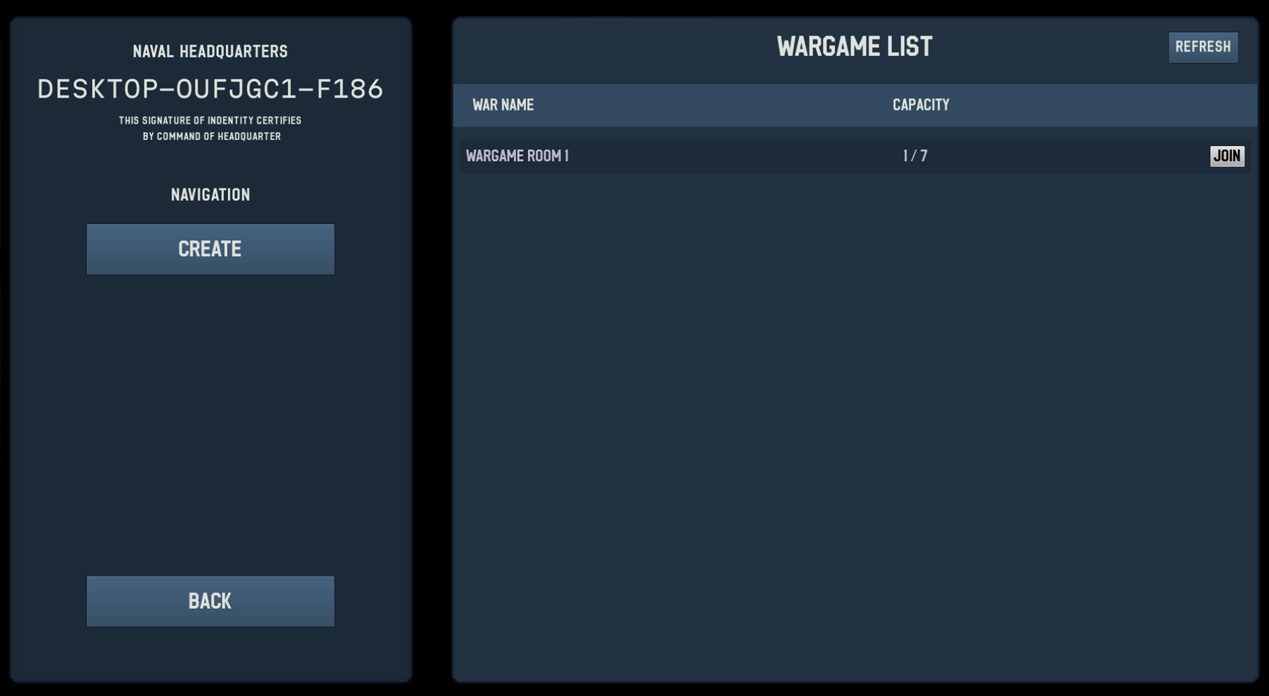 NAVAL HEADQUARTERS
DESKTOP-OUFJGC1-F186
THIS SIGNATURE OF INDENTITY CERTIFIES
BY COMMAND OF HEADQUARTER
NAVIGATION
CREATE
BACK
WARGAME LIST
REFRESH
WAR NAME CAPACITY
WARGAME ROOM 1 1 / 7 JOIN